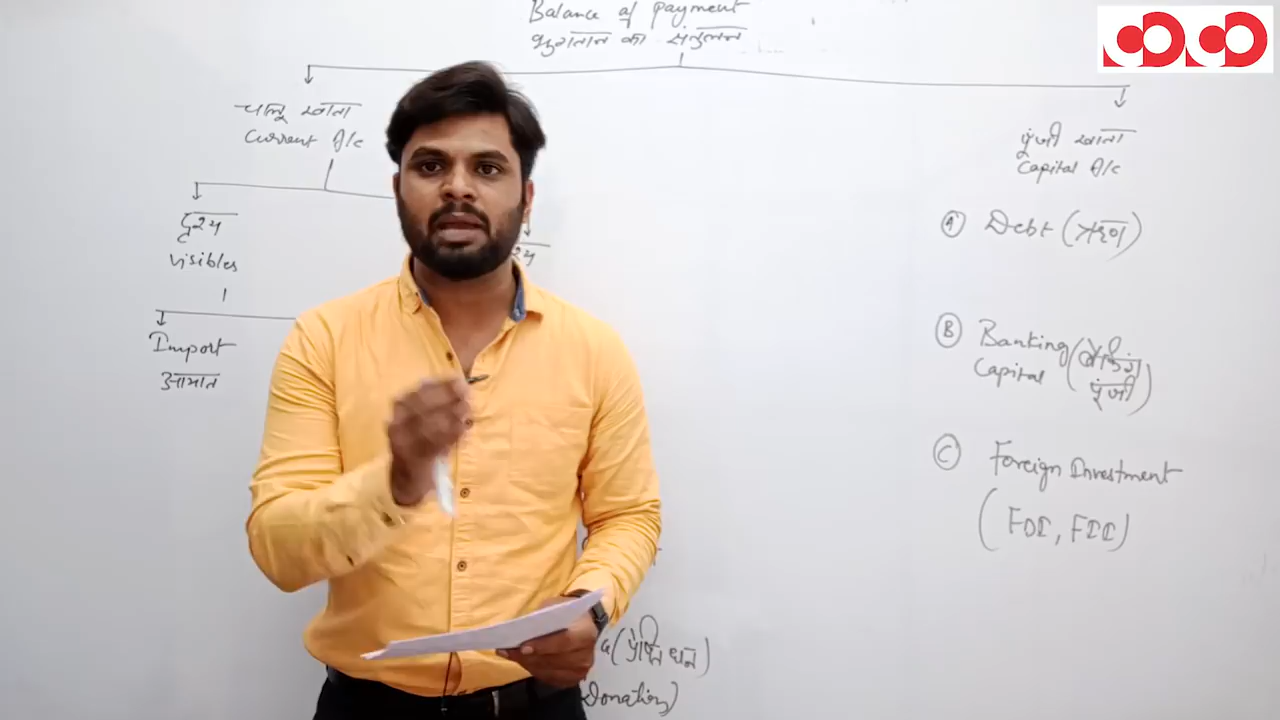 Balance of payment
भुगतान का संतुलन
चालू खाता
Current A/c
पूंजी खाता
Capital A/c
दृश्य
visibles
Import
आयात
श्य
(A) Debt (ऋण)
(B) Banking (बैंकिंग
Capital पूंजी)
(C) Foreign Investment
(FDI, FII)
(प्रेषित धन)
Donation)